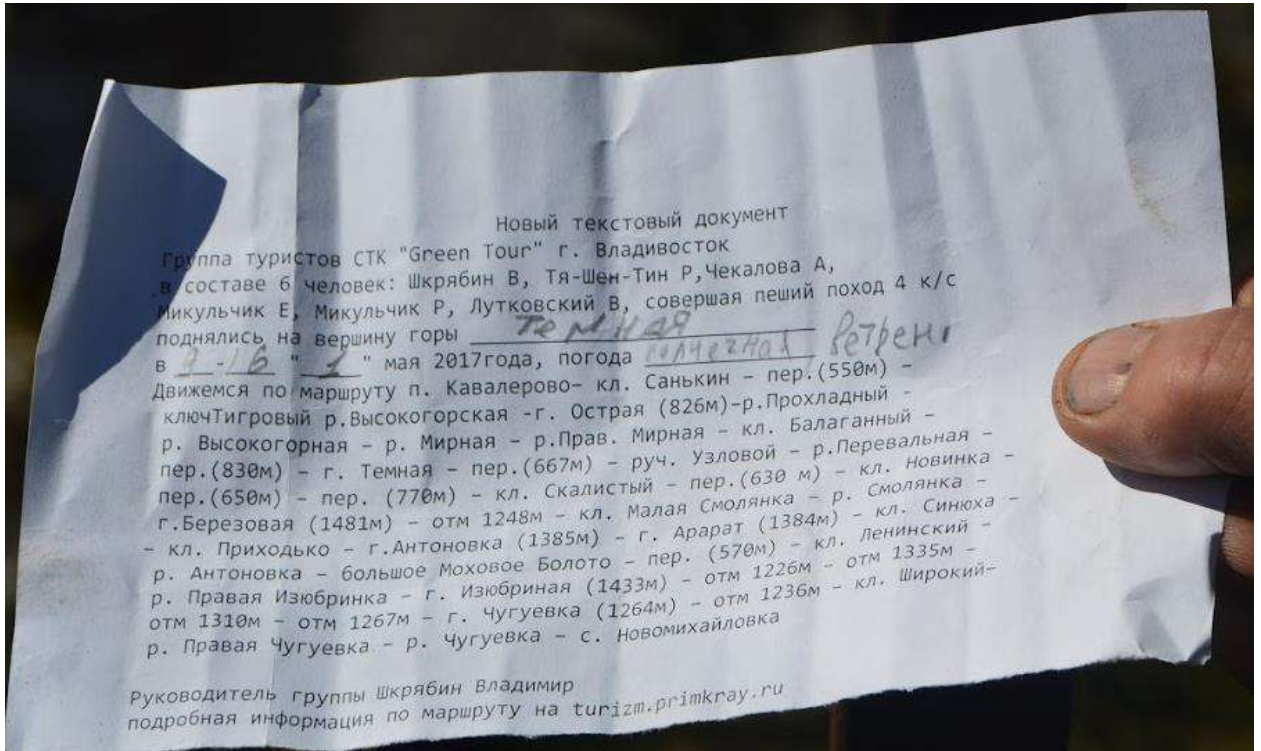 Новый текстовый документ
Группа туристов СТК "Green Tour" г. Владивосток
в составе 6 человек: Шкрябин В, Тя-Шен-Тин Р,Чекалова А,
Микульчик Е, Микульчик Р, Лутковский В, совершая пеший поход 4 к/с
поднялись на вершину горы Темная
в - 16 " 1 " мая 2017года, погода солнечная ветрено
Движемся по маршруту п. Кавалерово– кл. Санькин – пер.(550м) –
ключТигровый р.Высокогорская -г. Острая (826м)–р.Прохладный –
р. Высокогорная – р. Мирная – р.Прав. Мирная – кл. Балаганный –
пер.(830м) – г. Темная – пер.(667м) – руч. Узловой – р.Перевальная –
пер.(650м) – пер. (770м) – кл. Скалистый – пер.(630 м) – кл. Новинка –
г.Березовая (1481м) – отм 1248м – кл. Малая Смолянка – р. Смолянка –
– кл. Приходько – г.Антоновка (1385м) – г. Арарат (1384м) – кл. Синюха –
р. Антоновка – большое Моховое Болото – пер. (570м) – кл. Ленинский –
р. Правая Изюбринка – г. Изюбриная (1433м) – отм 1226м – отм 1335м –
отм 1310м – отм 1267м – г. Чугуевка (1264м) – отм 1236м – кл. Широкий–
р. Правая Чугуевка – р. Чугуевка – с. Новомихайловка
Руководитель группы Шкрябин Владимир
подробная информация по маршруту на turizm.primkray.ru